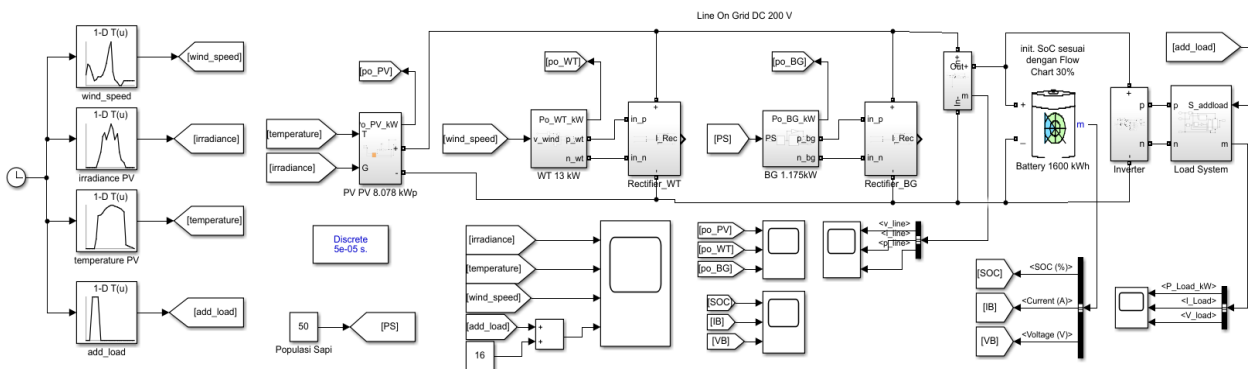 Line On Grid DC 200 V
1-D T(u)
[wind_speed]
wind_speed
1-D T(u)
[irradiance]
irradiance PV
1-D T(u)
[temperature]
temperature PV
1-D T(u)
[add_load]
add_load
[po_PV]
[temperature]
[irradiance]
o_PV_kW
T
G
+
-
PV PV 8.078 kWp
[po_WT]
[wind_speed]
Po_WT_kW
v_wind
p_wt
n_wt
WT 13 kW
+
in_p
I_Rec
in_n
-
Rectifier_WT
[po_BG]
[PS]
Po_BG_kW
PS
p_bg
n_bg
BG 1.175kW
+
in_p
I_Rec
in_n
-
Rectifier_BG
Out+
m
In-
init. SoC sesuai
dengan Flow
Chart 30%
+
m
_
Battery 1600 kWh
+
p
n
-
Inverter
[add_load]
S_addload
p
n
m
Load System
Discrete
5e-05 s.
50
Populasi Sapi
[PS]
[irradiance]
[temperature]
[wind_speed]
[add_load]
16
+
+
[po_PV]
[po_WT]
[po_BG]
[SOC]
[IB]
[VB]
<v_line>
<p_line>
[SOC]
[IB]
[VB]
<SOC (%)>
<Current (A)>
<Voltage (V)>
<P_Load_kW>
<I_Load>
<V_load>